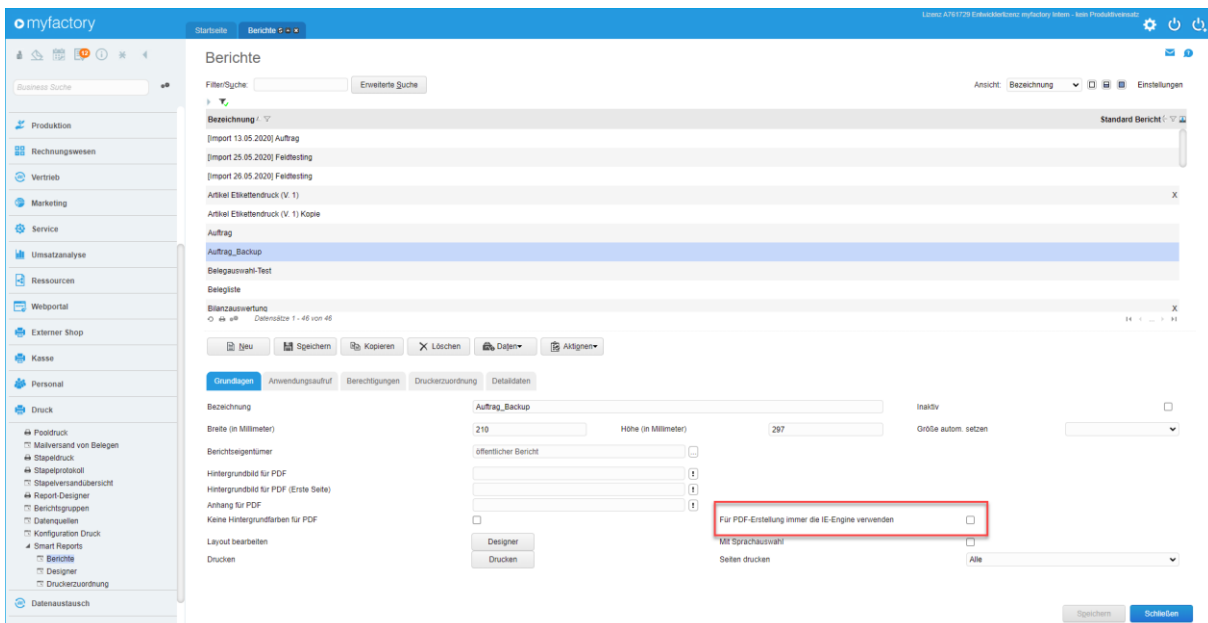 Lizenz A761729 Entwicklerlizenz myfactory Intern - kein Produktiveinsatz
myfactory
Startseite
Berichte
12
Berichte
Business Suche
Filter/Suche:
Erweiterte Suche
Ansicht: Bezeichnung
Einstellungen
Bezeichnung
Standard Bericht
[Import 13.05.2020] Auftrag
[Import 25.05.2020] Feldtesting
[Import 26.05.2020] Feldtesting
Artikel Etikettendruck (V. 1) X
Artikel Etikettendruck (V. 1) Kopie
Auftrag
Auftrag_Backup
Belegauswahl-Test
Belegliste
Bilanzauswertung X
Datensätze 1 - 46 von 46
Produktion
Rechnungswesen
Vertrieb
Marketing
Service
Umsatzanalyse
Ressourcen
Webportal
Externer Shop
Kasse
Personal
Druck
Pooldruck
Mailversand von Belegen
Stapeldruck
Stapelprotokoll
Stapelversandübersicht
Report-Designer
Berichtsgruppen
Datenquellen
Konfiguration Druck
Smart Reports
Berichte
Designer
Druckerzuordnung
Datenaustausch
Neu
Speichern
Kopieren
Löschen
Daten
Aktionen
Grundlagen
Anwendungsaufruf
Berechtigungen
Druckerzuordnung
Detaildaten
Bezeichnung Auftrag_Backup Inaktiv
Breite (in Millimeter) 210 Höhe (in Millimeter) 297 Größe autom. setzen
Berichtseigentümer öffentlicher Bericht ...
Hintergrundbild für PDF
Hintergrundbild für PDF (Erste Seite)
Anhang für PDF
Keine Hintergrundfarben für PDF Für PDF-Erstellung immer die IE-Engine verwenden
Layout bearbeiten Designer Mit Sprachauswahl
Drucken Drucken Seiten drucken Alle
Speichern
Schließen